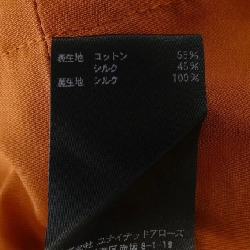 表生地 コットン 55%
シルク 45%
裏生地 シルク 100%
ユナイテッドアローズ